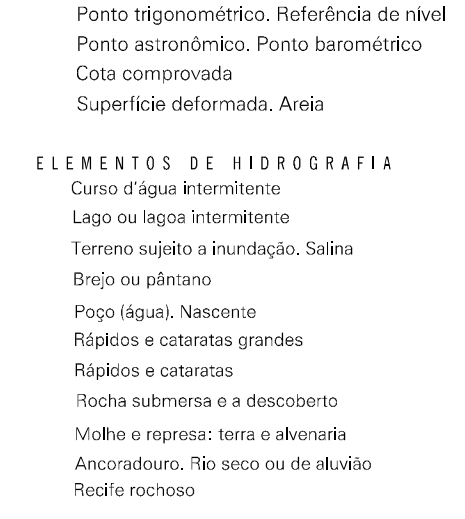 Ponto trigonométrico. Referência de nível
Ponto astronômico. Ponto barométrico
Cota comprovada
Superfície deformada. Areia
ELEMENTOS DE HIDROGRAFIA
Curso d'água intermitente
Lago ou lagoa intermitente
Terreno sujeito a inundação. Salina
Brejo ou pântano
Poço (água). Nascente
Rápidos e cataratas grandes
Rápidos e cataratas
Rocha submersa e a descoberto
Molhe e represa: terra e alvenaria
Ancoradouro. Rio seco ou de aluvião
Recife rochoso